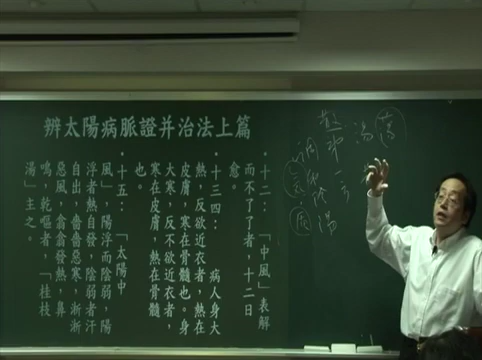 辨太陽病脈證并治法上篇
・十二：「中風」表解
而不了了者，十二日
愈。
・十三四：　病人身大
熱，反欲近衣者，熱在
皮膚，寒在骨髓也。身
大寒，反不欲近衣者，
寒在皮膚，熱在骨髓
也。
・十五：　「太陽中
風」，陽浮而陰弱，陽
浮者熱自發，陰弱者汗
自出，嗇嗇惡寒，淅淅
惡風，翕翕發熱，鼻
鳴，乾嘔者，「桂枝
湯」主之。
湯
調和陰陽